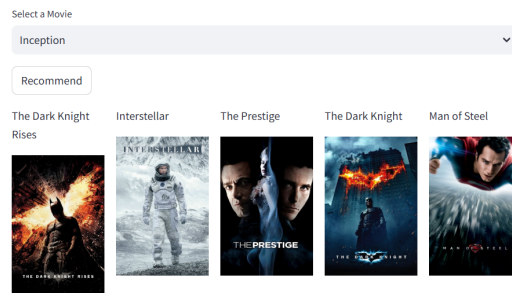 Select a Movie
Inception
Recommend
The Dark Knight
Rises
Interstellar
The Prestige
The Dark Knight
Man of Steel
THE DARK KNIGHT RISES
INTERSTELLAR
THE PRESTIGE
THE DARK KNIGHT
MAN OF STEEL